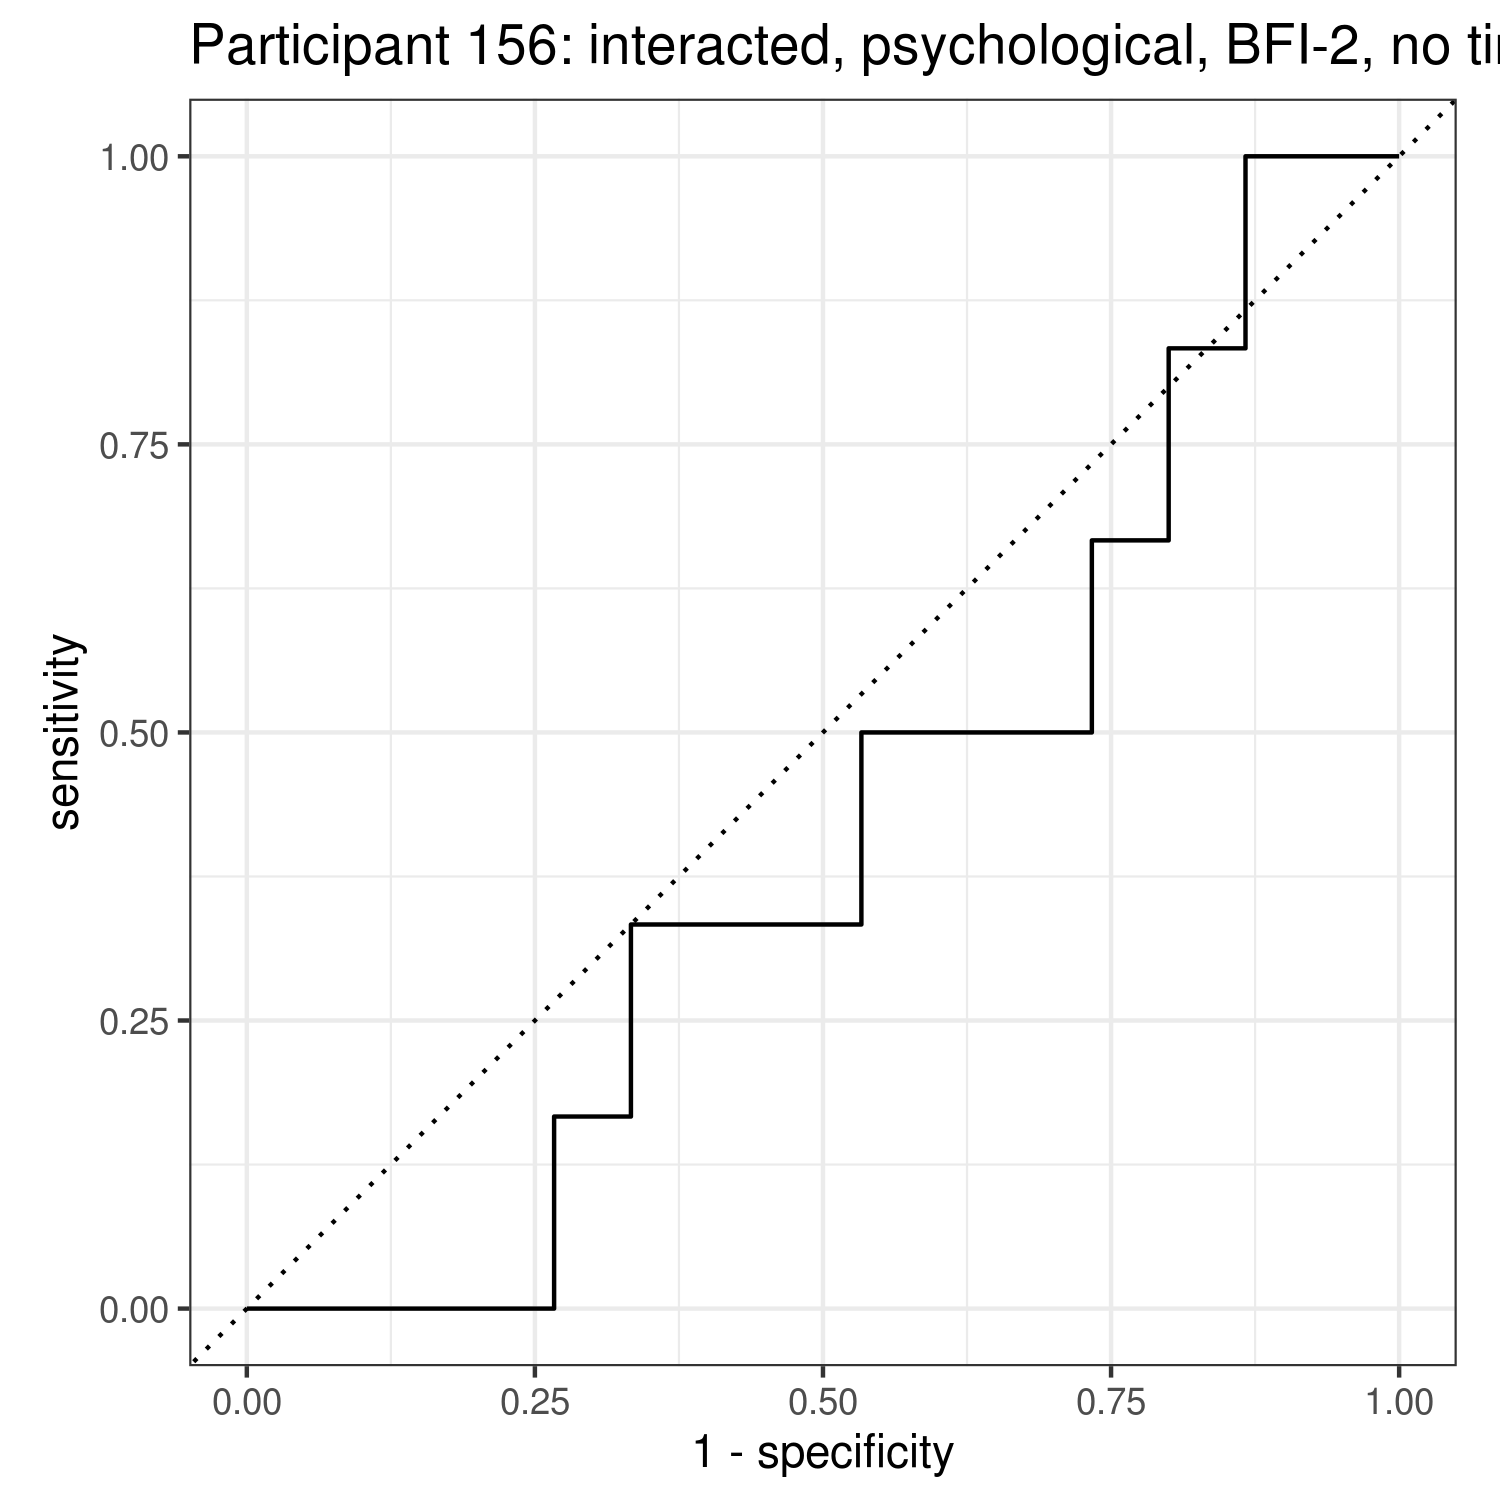 Participant 156: interacted, psychological, BFI-2, no
1.00
0.75
0.50
0.25
0.00
sensitivity
0.00 0.25 0.50 0.75 1.00
1 - specificity